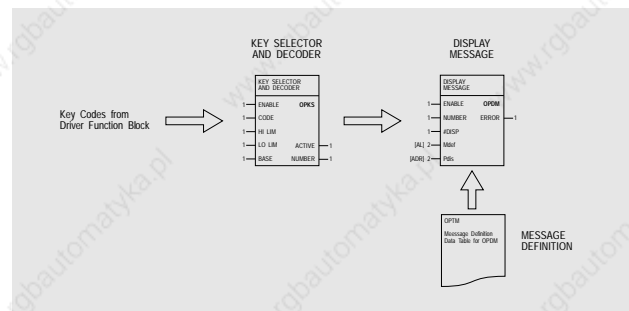 KEY SELECTOR
AND DECODER
DISPLAY
MESSAGE
KEY SELECTOR
AND DECODER
1 ENABLE OPKS
1 CODE
1 HI LIM
1 LO LIM ACTIVE 1
1 BASE NUMBER 1
Key Codes from
Driver Function Block
DISPLAY
MESSAGE
1 ENABLE OPDM
1 NUMBER ERROR 1
1 #DISP
[AL] 2 Mdef
[ADR] 2 Pdis
OPTM
Meessage Definition
Data Table for OPDM
MESSAGE
DEFINITION
www.rgbautomatyka.pl
www.rgbautomatyka.pl